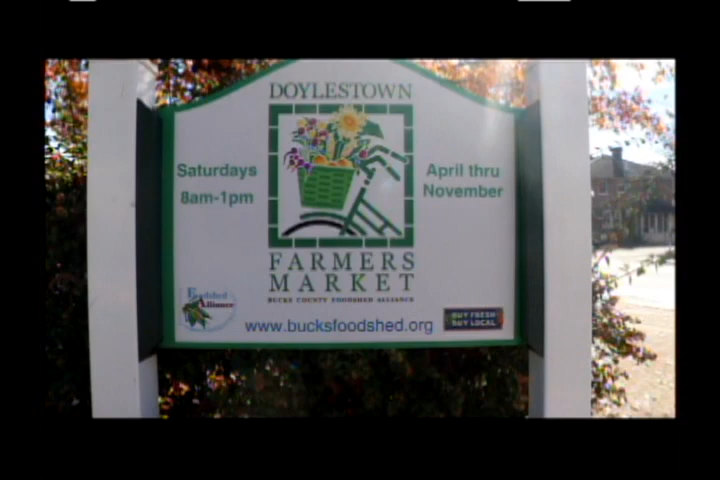 DOYLESTOWN
Saturdays
8am-1pm
April thru
November
FARMERS
MARKET
BUCKS COUNTY FOODSHED ALLIANCE
Foodshed
Alliance
www.bucksfoodshed.org
BUY FRESH
BUY LOCAL